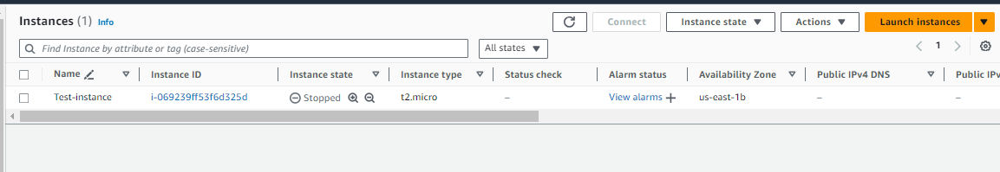 Instances (1) Info
Connect Instance state Actions Launch instances
Find Instance by attribute or tag (case-sensitive) All states 1
Name Instance ID Instance state Instance type Status check Alarm status Availability Zone Public IPv4 DNS Public IPv
Test-instance i-069239ff53f6d325d Stopped t2.micro – View alarms + us-east-1b – –